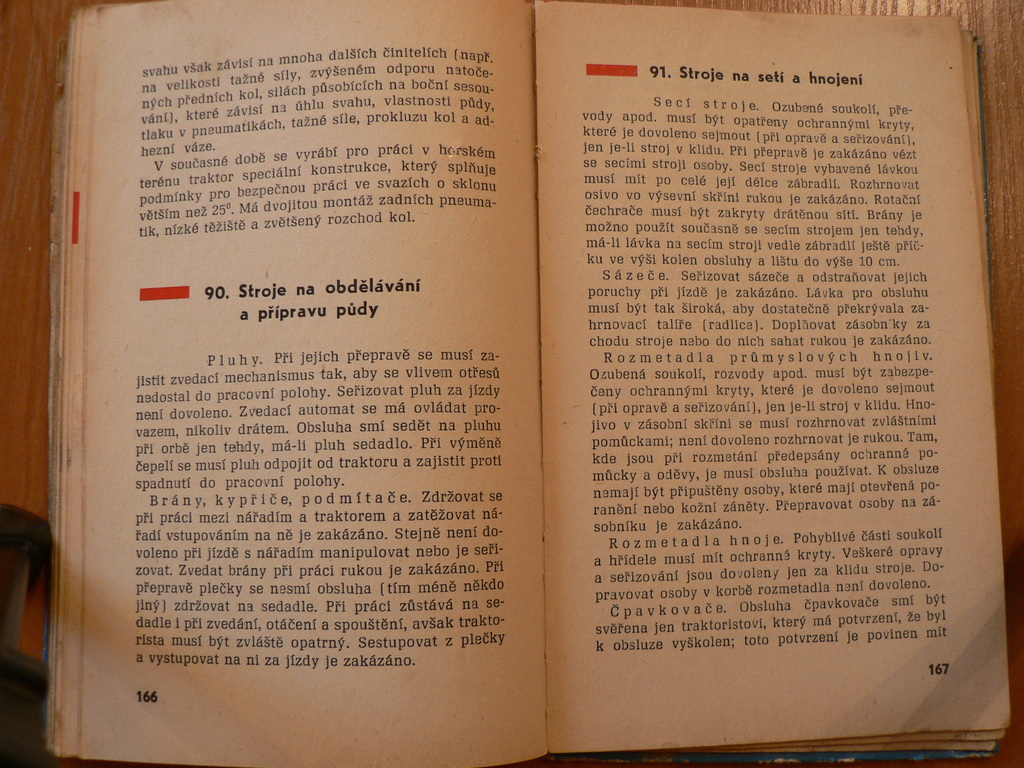 svahu však závisí na mnoha dalších činitelích (např.
na velikosti tažné síly, zvýšeném odporu natoče-
ných předních kol, silách působících na boční sesou-
vání), které závisí na úhlu svahu, vlastnosti půdy,
tlaku v pneumatikách, tažné síle, prokluzu kol a ad-
hezní váze.
V současné době se vyrábí pro práci v horském
terénu traktor speciální konstrukce, který splňuje
podmínky pro bezpečnou práci ve svazích o sklonu
větším než 25°. Má dvojitou montáž zadních pneuma-
tik, nízké těžiště a zvětšený rozchod kol.
90. Stroje na obdělávání
a přípravu půdy
Pluhy. Při jejich přepravě se musí za-
jistit zvedací mechanismus tak, aby se vlivem otřesů
nedostal do pracovní polohy. Seřizovat pluh za jízdy
není dovoleno. Zvedací automat se má ovládat pro-
vazem, nikoliv drátem. Obsluha smí sedět na pluhu
při orbě jen tehdy, má-li pluh sedadlo. Při výměně
čepelí se musí pluh odpojit od traktoru a zajistit proti
spadnutí do pracovní polohy.
Brány, kypřiče, podmítače. Zdržovat se
při práci mezi nářadím a traktorem a zatěžovat ná-
řadí vstupováním na ně je zakázáno. Stejně není do-
voleno při jízdě s nářadím manipulovat nebo je seři-
zovat. Zvedat brány při práci rukou je zakázáno. Při
přepravě plečky se nesmí obsluha (tím méně někdo
jiný) zdržovat na sedadle. Při práci zůstává na se-
dadle i při zvedání, otáčení a spouštění, avšak trakto-
rista musí být zvláště opatrný. Sestupovat z plečky
a vystupovat na ni za jízdy je zakázáno.
166
91. Stroje na setí a hnojení
Secí stroje. Ozubené soukolí, pře-
vody apod. musí být opatřeny ochrannými kryty,
které je dovoleno sejmout (při opravě a seřizování),
jen je-li stroj v klidu. Při přepravě je zakázáno vézt
se secími stroji osoby. Secí stroje vybavené lávkou
musí mít po celé její délce zábradlí. Rozhrnovat
osivo ve výsevní skříni rukou je zakázáno. Rotační
čechrače musí být zakryty drátěnou sítí. Brány je
možno použít současně se secím strojem jen tehdy,
má-li lávka na secím stroji vedle zábradlí ještě příč-
ku ve výši kolen obsluhy a lištu do výše 10 cm.
Sázeče. Seřizovat sázeče a odstraňovat jejich
poruchy při jízdě je zakázáno. Lávka pro obsluhu
musí být tak široká, aby dostatečně překrývala za-
hrnovací talíře (radlice). Doplňovat zásobníky za
chodu stroje nebo do nich sahat rukou je zakázáno.
Rozmetadla průmyslových hnojiv.
Ozubená soukolí, rozvody apod. musí být zabezpe-
čeny ochrannými kryty, které je dovoleno sejmout
(při opravě a seřizování), jen je-li stroj v klidu. Hno-
jivo v zásobní skříni se musí rozhrnovat zvláštními
pomůckami; není dovoleno rozhrnovat je rukou. Tam,
kde jsou při rozmetání předepsány ochranné po-
můcky a oděvy, je musí obsluha používat. K obsluze
nemají být připuštěny osoby, které mají otevřená po-
ranění nebo kožní záněty. Přepravovat osoby na zá-
sobníku je zakázáno.
Rozmetadla hnoje. Pohyblivé části soukolí
a hřídele musí mít ochranné kryty. Veškeré opravy
a seřizování jsou dovoleny jen za klidu stroje. Do-
pravovat osoby v korbě rozmetadla není dovoleno.
Čpavkovače. Obsluha čpavkovače smí být
svěřena jen traktoristovi, který má potvrzení, že byl
k obsluze vyškolen; toto potvrzení je povinen mít
167